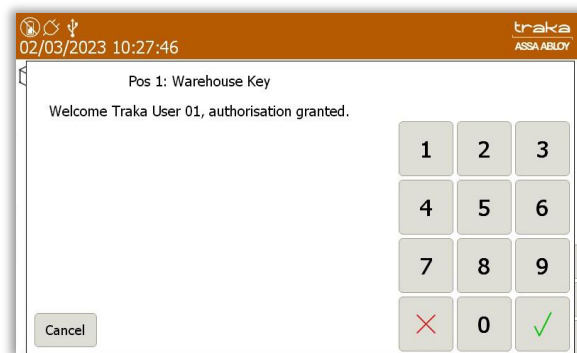 traka
02/03/2023 10:27:46
ASSA ABLOY
Pos 1: Warehouse Key
Welcome Traka User 01, authorisation granted.
1 2 3
4 5 6
7 8 9
0
Cancel